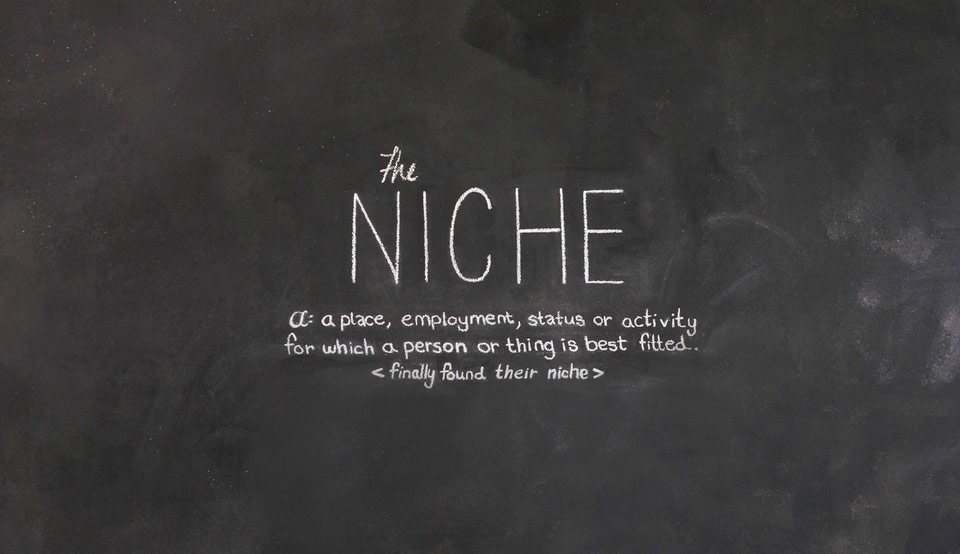 The
NICHE
a: a place, employment, status or activity
for which a person or thing is best fitted..
<finally found their niche>